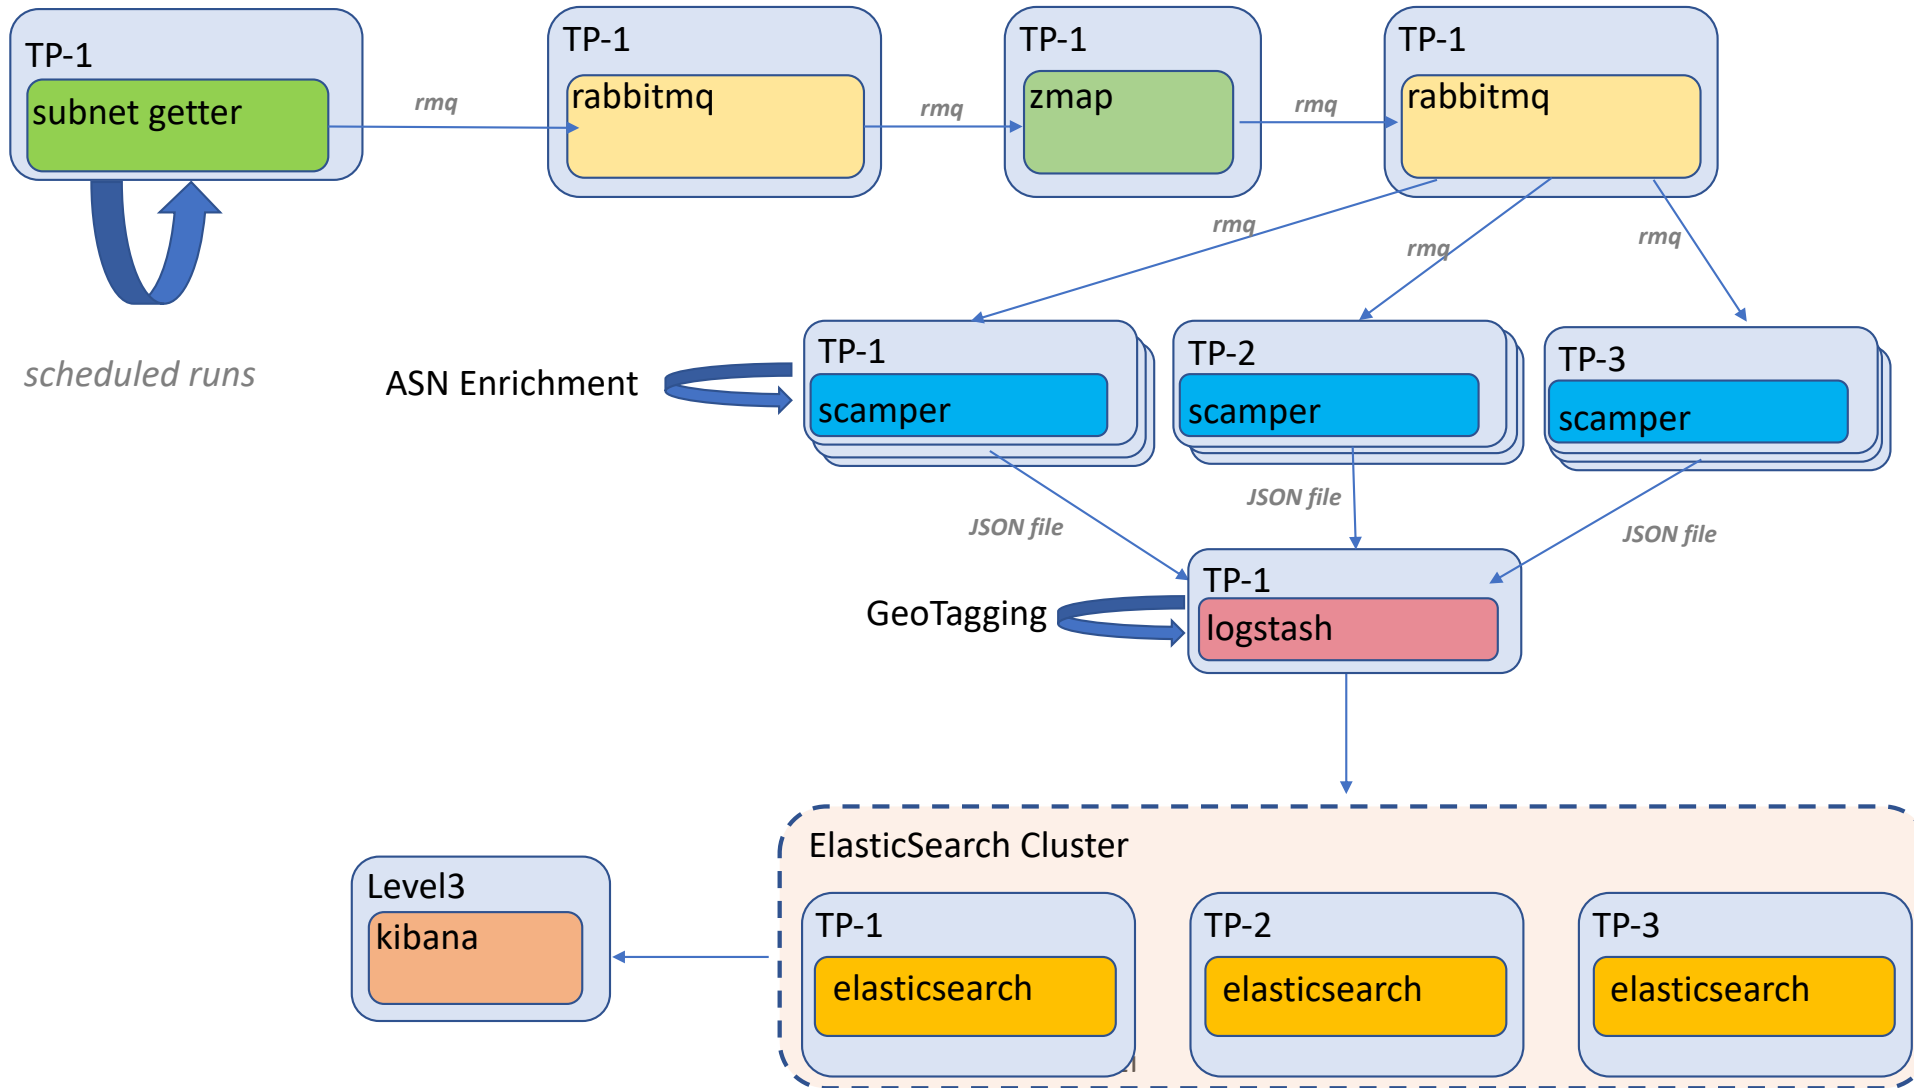 TP-1
subnet getter
rmq
TP-1
rabbitmq
rmq
TP-1
zmap
rmq
TP-1
rabbitmq
rmq
rmq
rmq
scheduled runs
ASN Enrichment
TP-1
scamper
TP-2
scamper
TP-3
scamper
JSON file
JSON file
JSON file
GeoTagging
TP-1
logstash
ElasticSearch Cluster
Level3
kibana
TP-1
elasticsearch
TP-2
elasticsearch
TP-3
elasticsearch